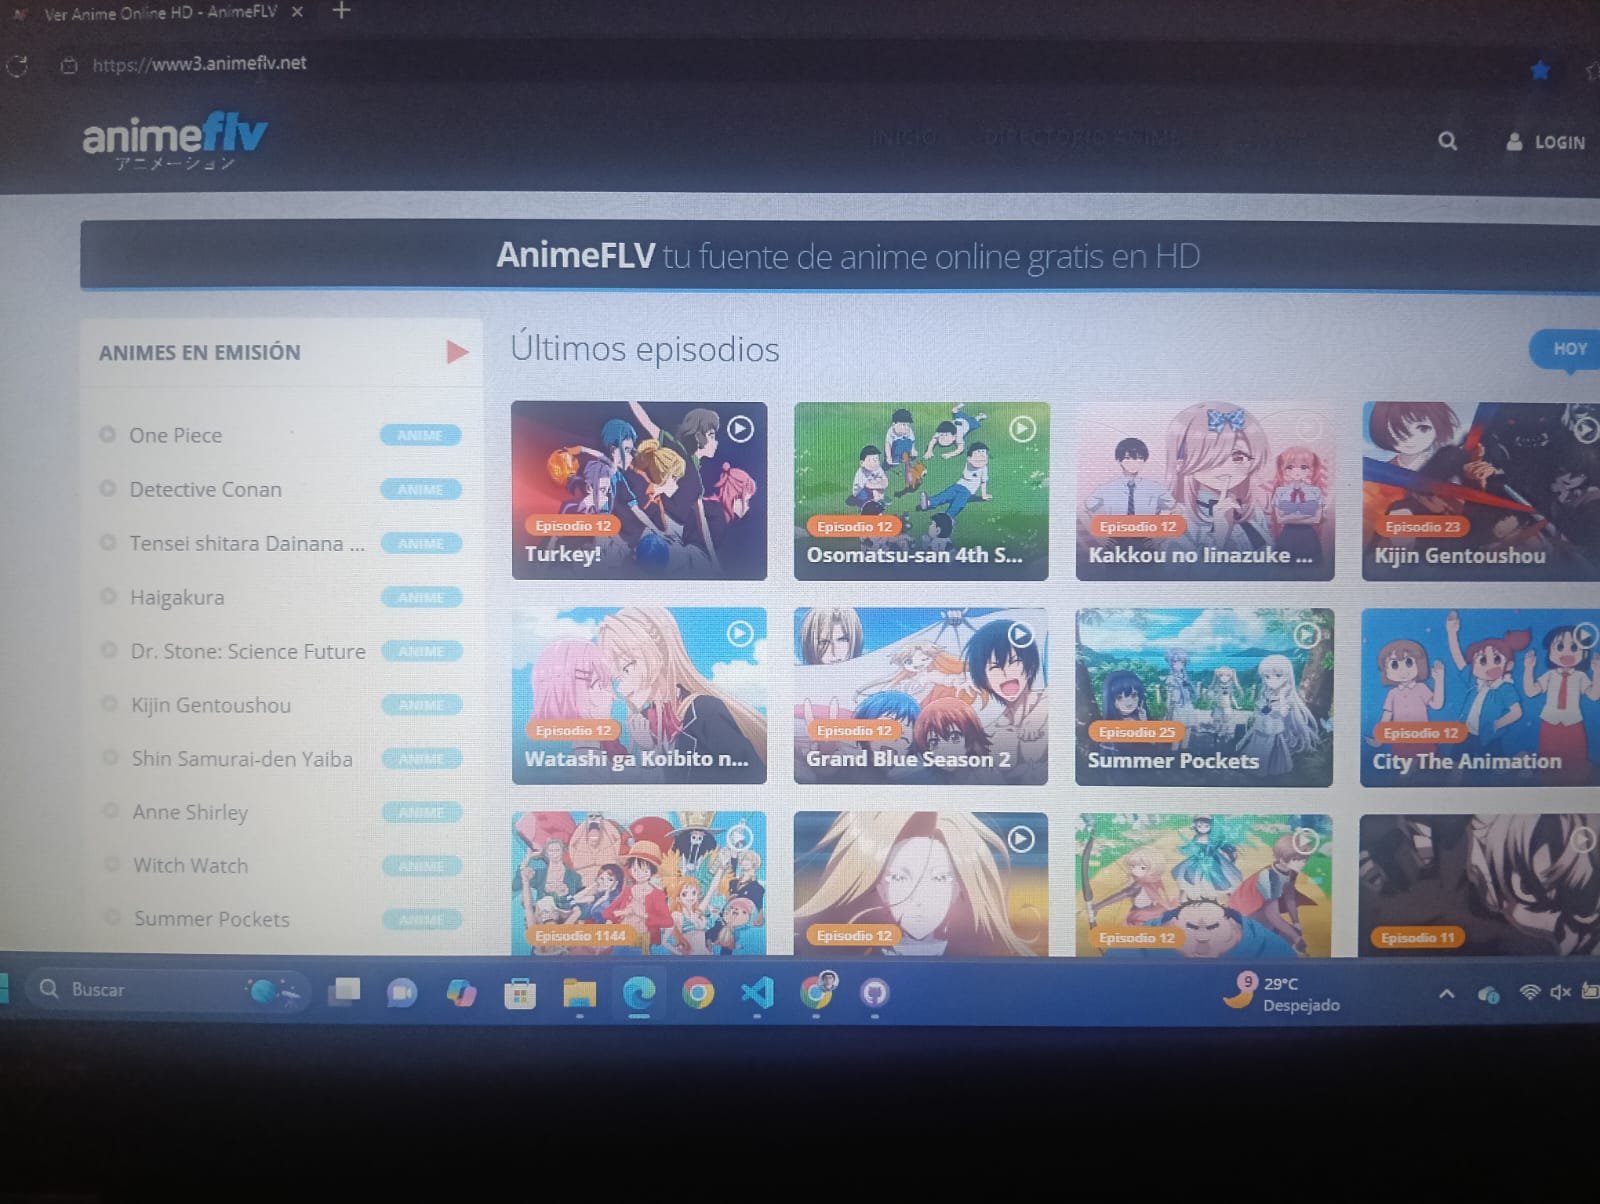 Ver Anime Online HD - AnimeFLV
https://www3.animeflv.net
animeflv
アニメーション
INICIO DIRECTORIO ANIME
LOGIN
AnimeFLV tu fuente de anime online gratis en HD
ANIMES EN EMISIÓN
One Piece ANIME
Detective Conan ANIME
Tensei shitara Dainana ... ANIME
Haigakura ANIME
Dr. Stone: Science Future ANIME
Kijin Gentoushou ANIME
Shin Samurai-den Yaiba ANIME
Anne Shirley ANIME
Witch Watch ANIME
Summer Pockets ANIME
Últimos episodios
HOY
Episodio 12
Turkey!
Episodio 12
Osomatsu-san 4th S...
Episodio 12
Kakkou no Iinazuke ...
Episodio 23
Kijin Gentoushou
Episodio 12
Watashi ga Koibito n...
Episodio 12
Grand Blue Season 2
Episodio 25
Summer Pockets
Episodio 12
City The Animation
Episodio 1144
Episodio 12
Episodio 12
Episodio 11
Buscar
9
29°C
Despejado